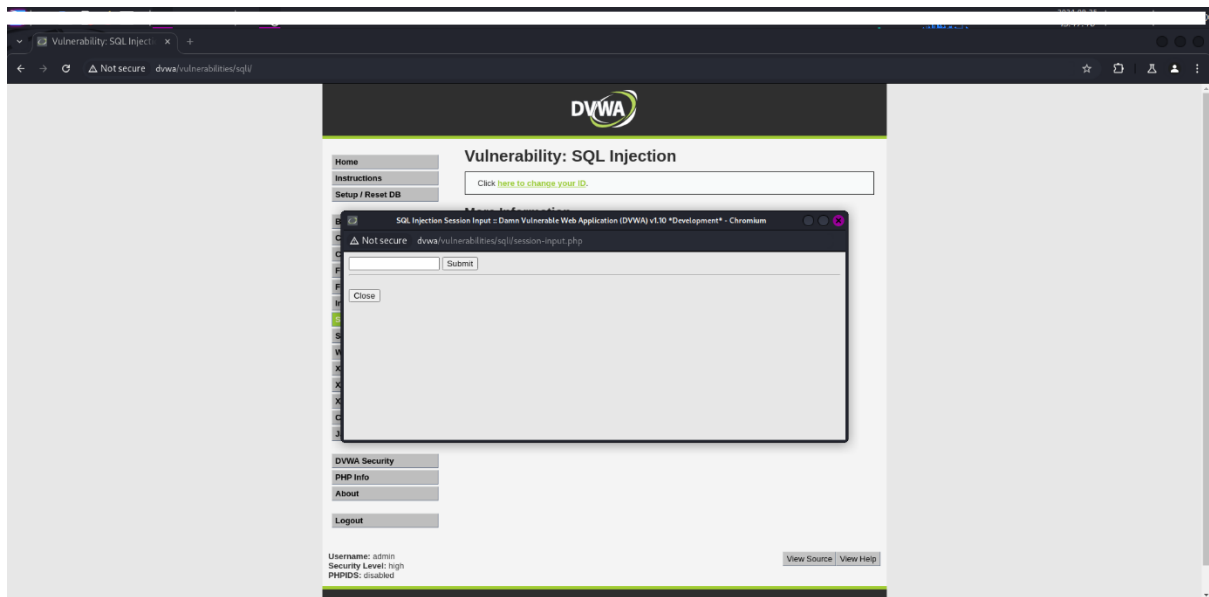 Vulnerability: SQL Injecti
Not secure dvwa/vulnerabilities/sqli/
DVWA
Home
Instructions
Setup / Reset DB
Vulnerability: SQL Injection
Click here to change your ID.
More Information
SQL Injection Session Input :: Damn Vulnerable Web Application (DVWA) v1.10 *Development* - Chromium
Not secure dvwa/vulnerabilities/sqli/session-input.php
Submit
Close
DVWA Security
PHP Info
About
Logout
Username: admin
Security Level: high
PHPIDS: disabled
View Source View Help